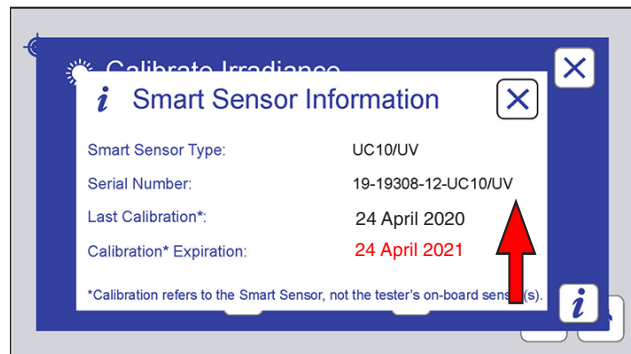 Calibrate Irradiance
i Smart Sensor Information
Smart Sensor Type: UC10/UV
Serial Number: 19-19308-12-UC10/UV
Last Calibration*: 24 April 2020
Calibration* Expiration: 24 April 2021
*Calibration refers to the Smart Sensor, not the tester's on-board sensor(s).
i